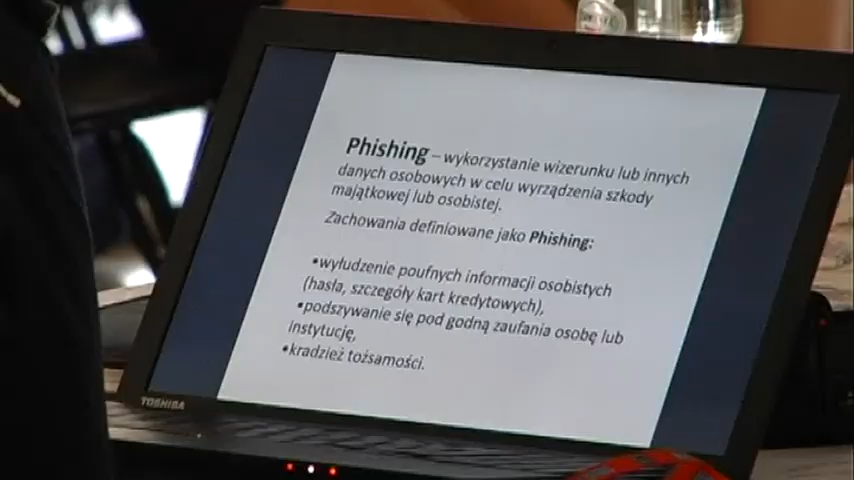 Phishing – wykorzystanie wizerunku lub innych
danych osobowych w celu wyrządzenia szkody
majątkowej lub osobistej.
Zachowania definiowane jako Phishing:
•wyłudzenie poufnych informacji osobistych
(hasła, szczegóły kart kredytowych),
•podszywanie się pod godną zaufania osobę lub
instytucję,
•kradzież tożsamości.
TOSHIBA